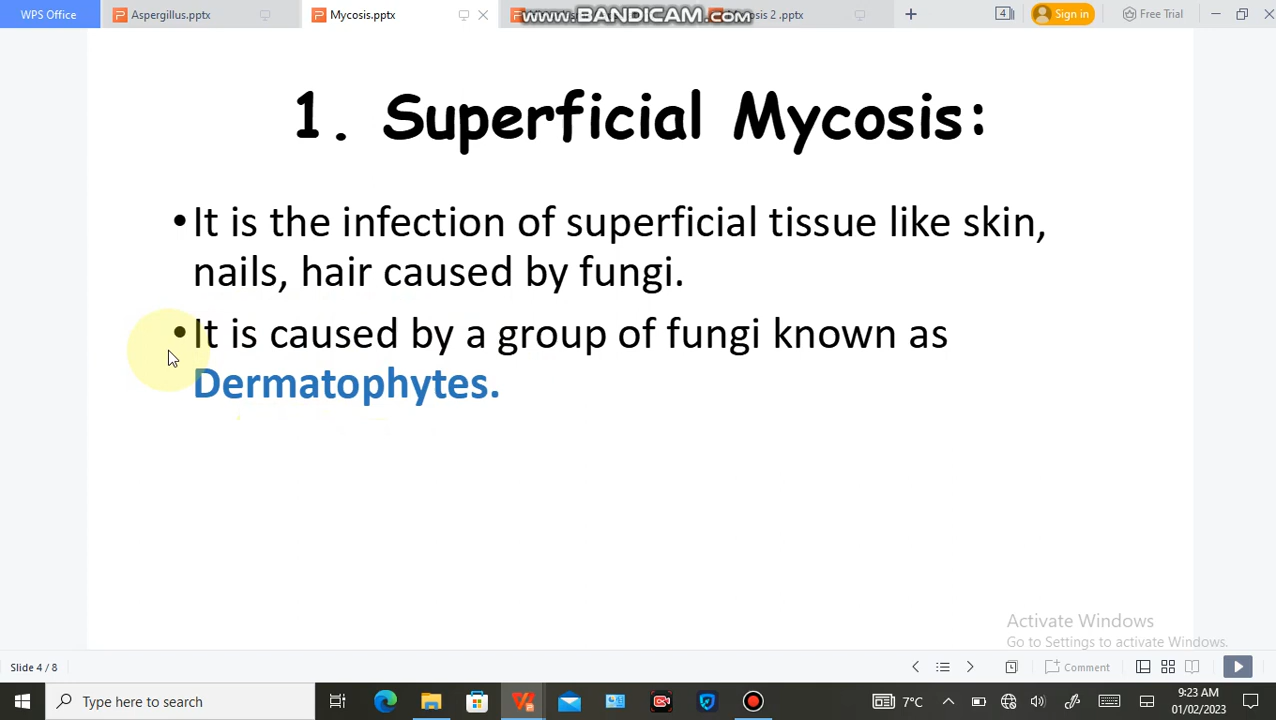 WPS Office
Aspergillus.pptx
Mycosis.pptx
www.BANDICAM.com
2 .pptx
4
Sign in
Free Trial
1. Superficial Mycosis:
•It is the infection of superficial tissue like skin,
nails, hair caused by fungi.
•It is caused by a group of fungi known as
Dermatophytes.
Activate Windows
Go to Settings to activate Windows.
Slide 4 / 8
Comment
Type here to search
7°C
9:23 AM
01/02/2023